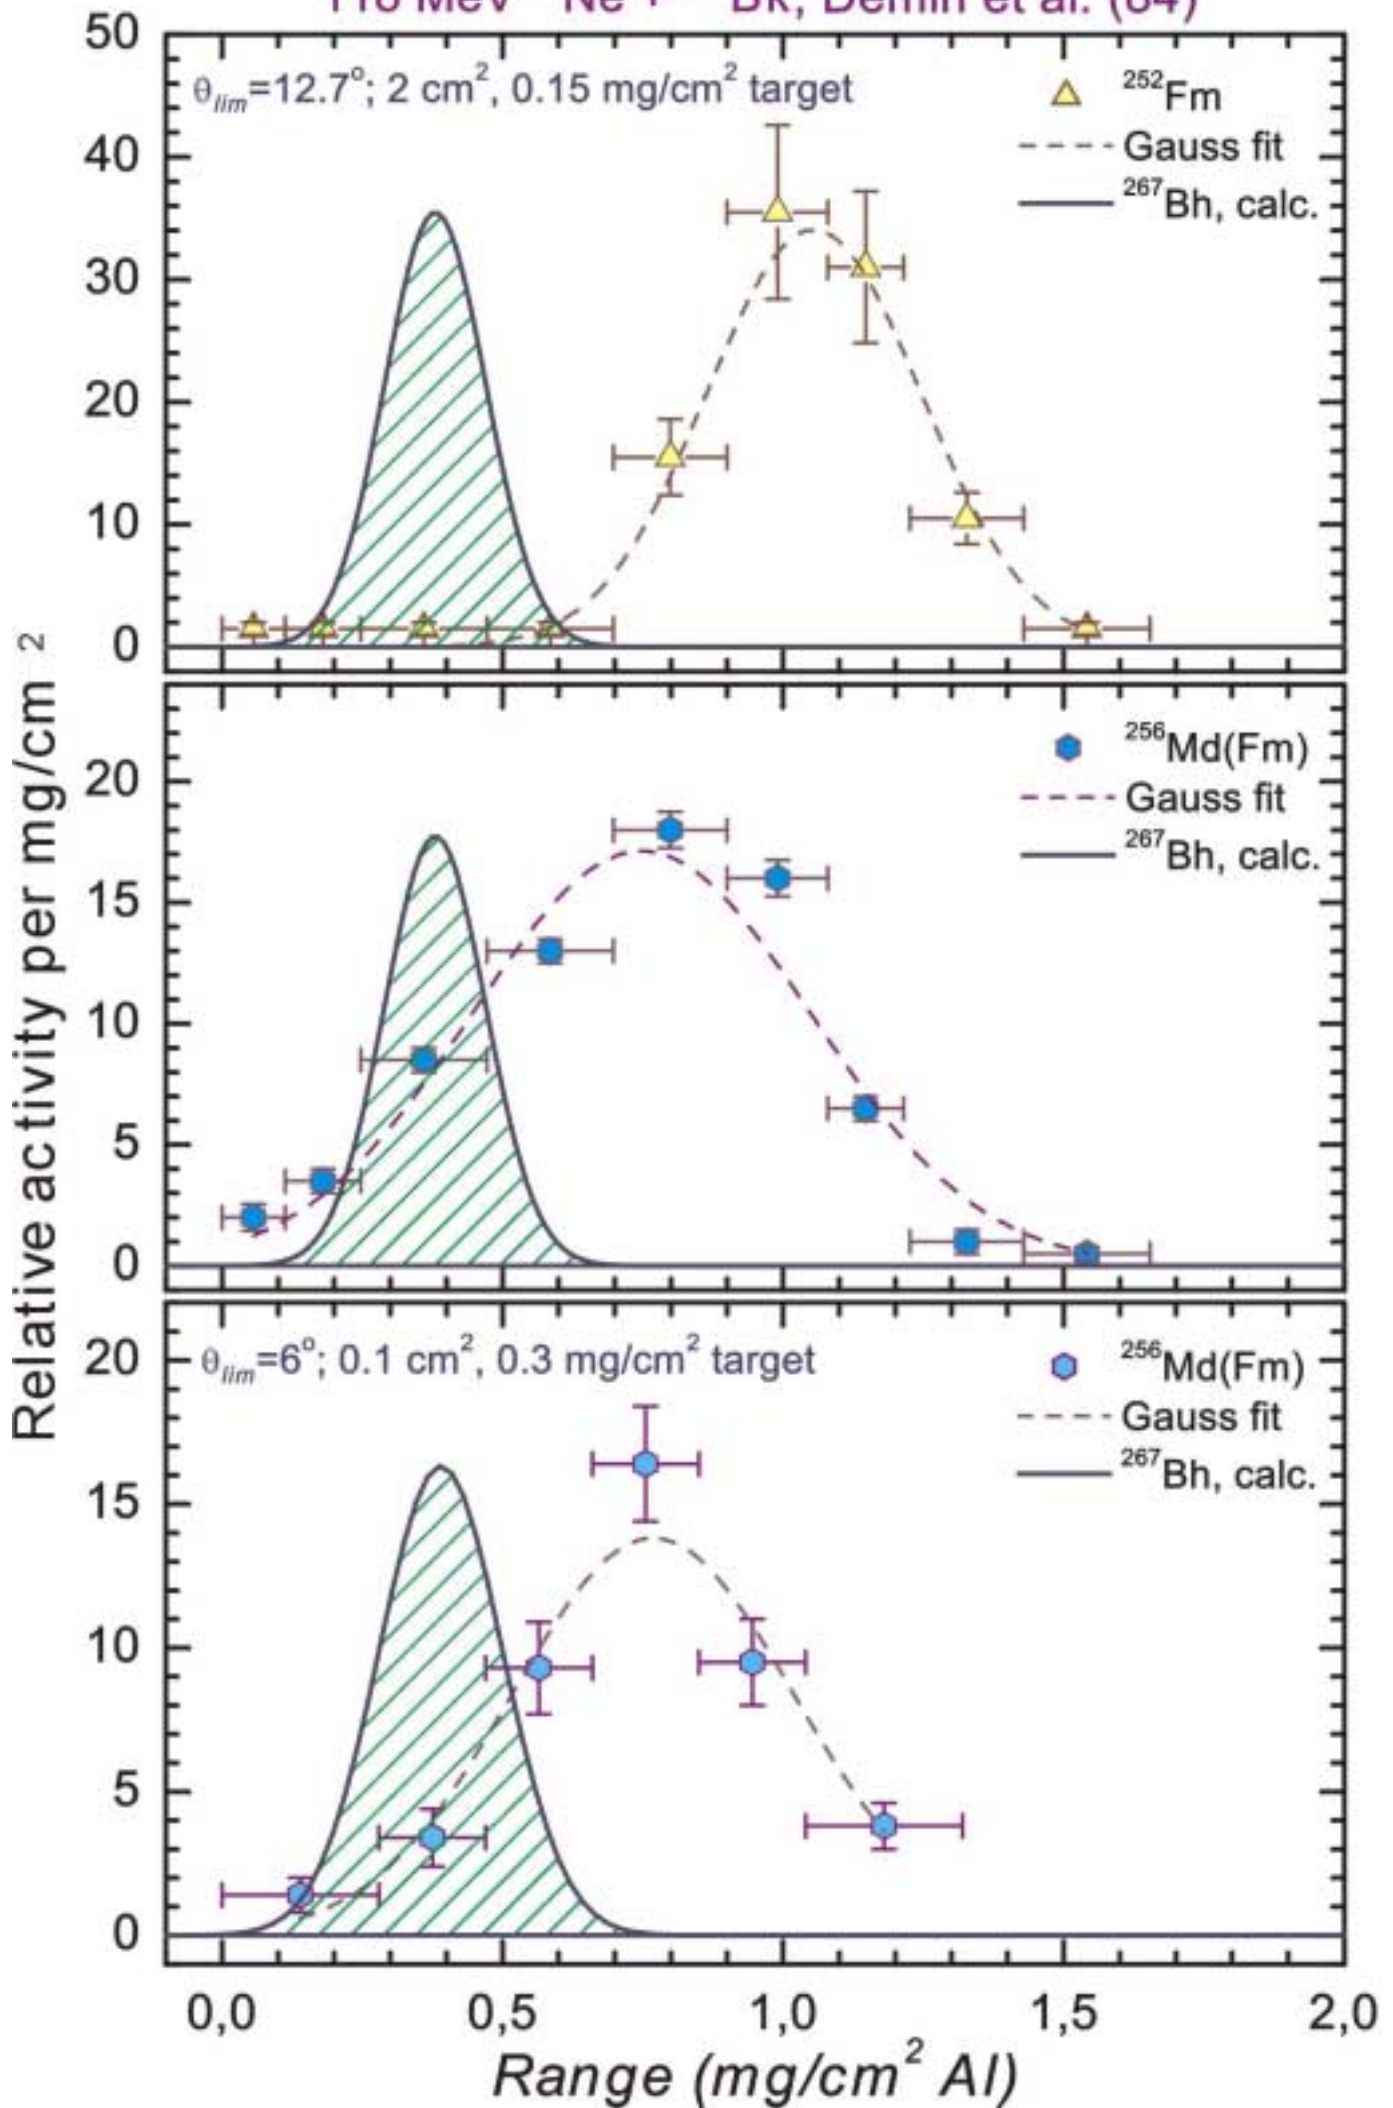 50
θlim=12.7°; 2 cm², 0.15 mg/cm² target
²⁵²Fm
Gauss fit
²⁶⁷Bh, calc.
40
30
20
10
0
Relative activity per mg/cm ²
²⁵⁶Md(Fm)
Gauss fit
²⁶⁷Bh, calc.
20
15
10
5
0
θlim=6°; 0.1 cm², 0.3 mg/cm² target
²⁵⁶Md(Fm)
Gauss fit
²⁶⁷Bh, calc.
20
15
10
5
0
0,0 0,5 1,0 1,5 2,0
Range (mg/cm² Al)